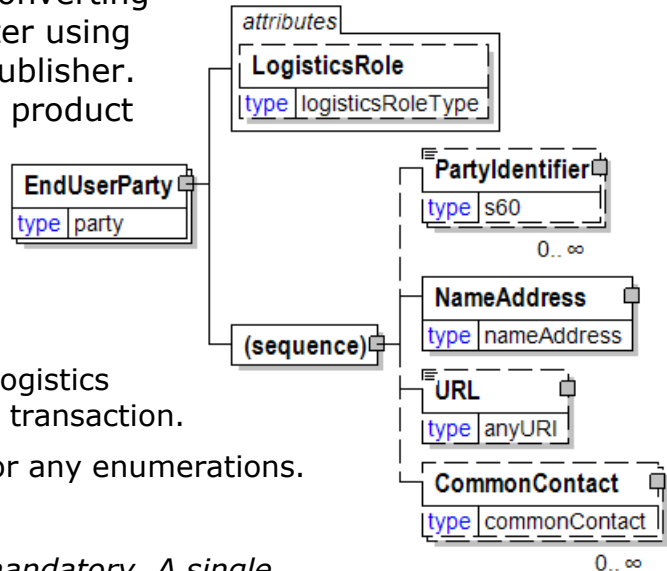 onverting
ter using
ublisher.
product
attributes
LogisticsRole
type logisticsRoleType
EndUserParty
type party
PartyIdentifier
type s60
0.. ∞
NameAddress
type nameAddress
(sequence)
URL
type anyURI
CommonContact
type commonContact
0.. ∞
ogistics
transaction.
or any enumerations.
nandatory. A single